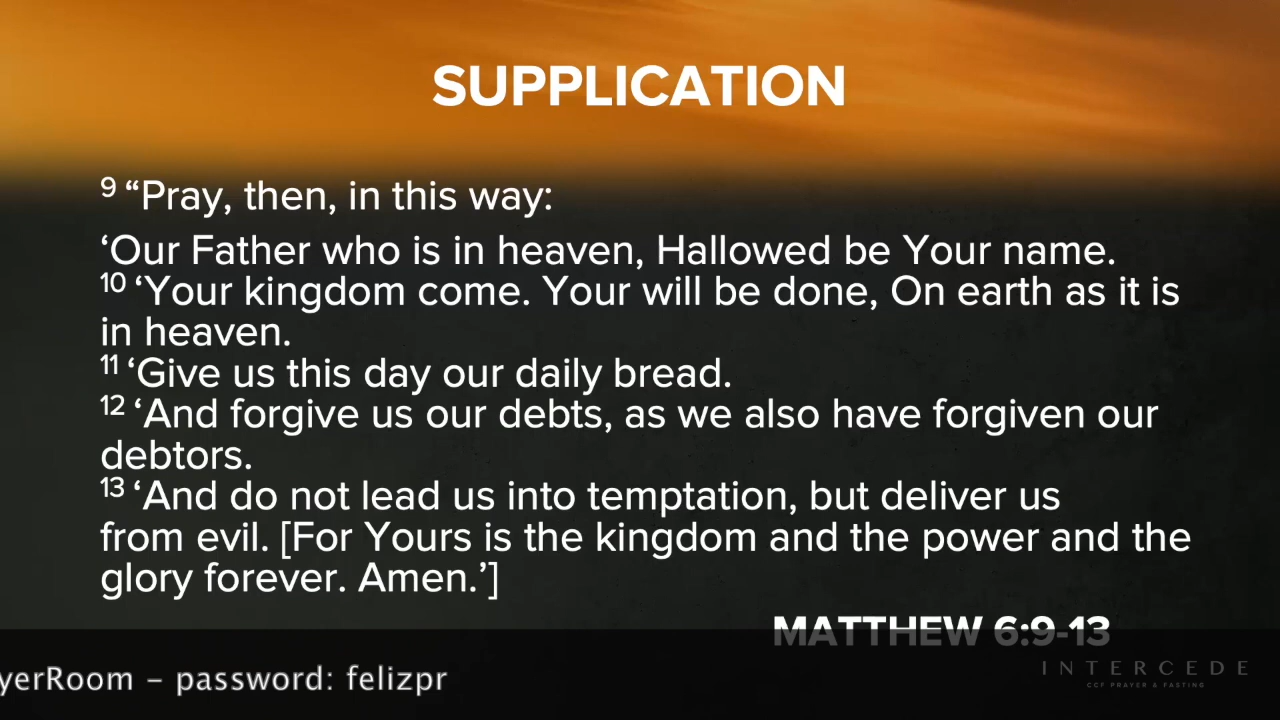 SUPPLICATION
9 “Pray, then, in this way:
‘Our Father who is in heaven, Hallowed be Your name.
10 ‘Your kingdom come. Your will be done, On earth as it is
in heaven.
11 ‘Give us this day our daily bread.
12 ‘And forgive us our debts, as we also have forgiven our
debtors.
13 ‘And do not lead us into temptation, but deliver us
from evil. [For Yours is the kingdom and the power and the
glory forever. Amen.’]
MATTHEW 6:9-13
yerRoom – password: felizpr
INTERCEDE
CCF PRAYER & FASTING